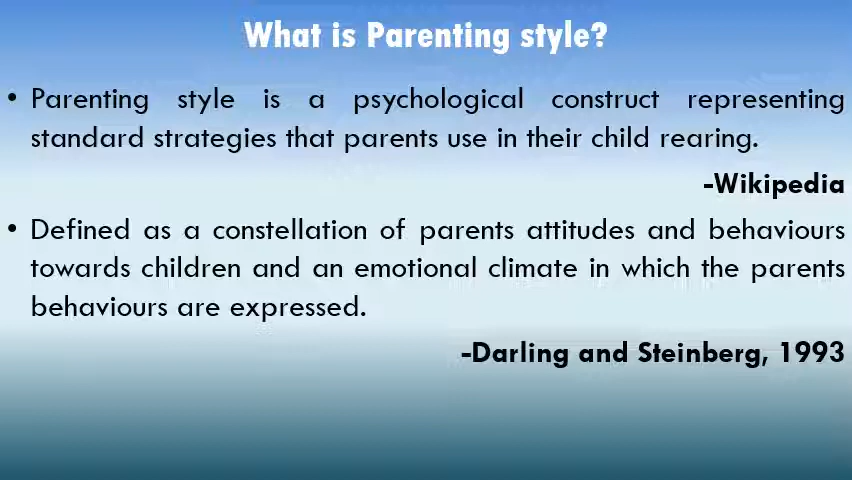 What is Parenting style?
• Parenting style is a psychological construct representing
standard strategies that parents use in their child rearing.
-Wikipedia
• Defined as a constellation of parents attitudes and behaviours
towards children and an emotional climate in which the parents
behaviours are expressed.
-Darling and Steinberg, 1993